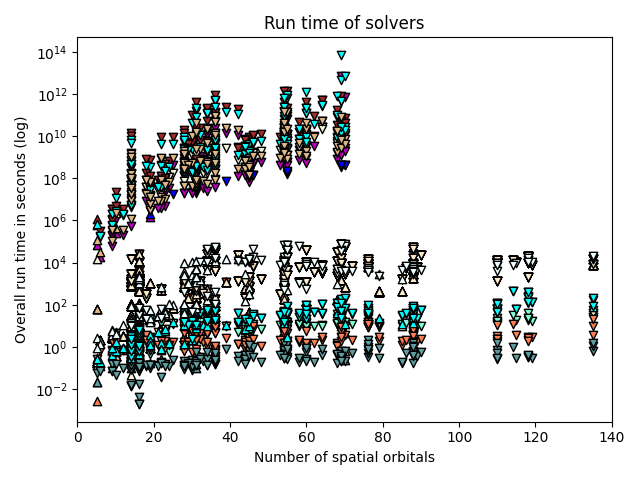 Run time of solvers
10^14
10^12
10^10
10^8
10^6
10^4
10^2
10^0
10^−2
Overall run time in seconds (log)
0 20 40 60 80 100 120 140
Number of spatial orbitals